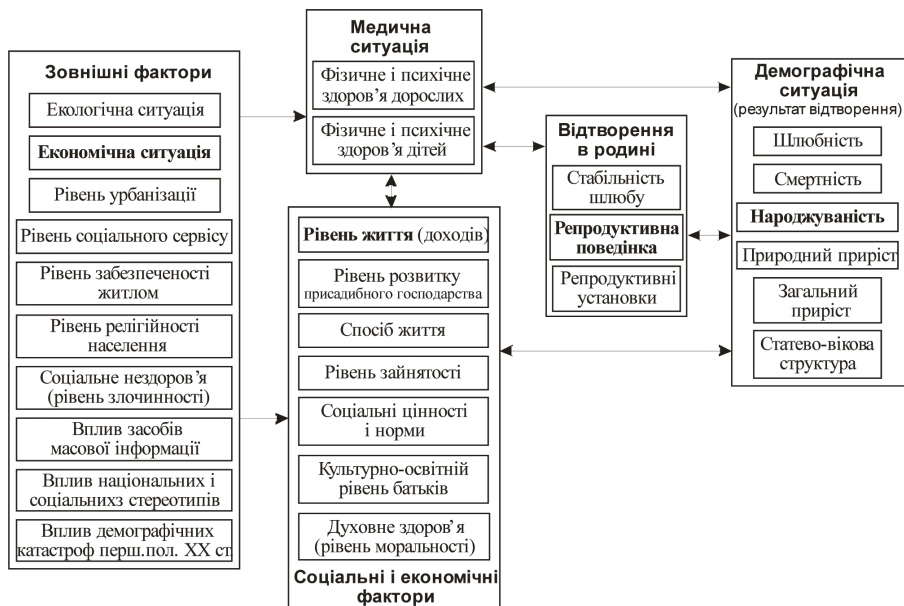 Зовнішні фактори
Екологічна ситуація
Економічна ситуація
Рівень урбанізації
Рівень соціального сервісу
Рівень забезпеченості
житлом
Рівень релігійності
населення
Соціальне нездоров'я
(рівень злочинності)
Вплив засобів
масової інформації
Вплив національних і
соціальнихз стереотипів
Вплив демографічних
катастроф перш.пол. ХХ ст.
Медична
ситуація
Фізичне і психічне
здоров'я дорослих
Фізичне і психічне
здоров'я дітей
Рівень життя (доходів)
Рівень розвитку
присадибного господарства
Спосіб життя
Рівень зайнятості
Соціальні цінності
і норми
Культурно-освітній
рівень батьків
Духовне здоров'я
(рівень моральності)
Соціальні і економічні
фактори
Відтворення
в родині
Стабільність
шлюбу
Репродуктивна
поведінка
Репродуктивні
установки
Демографічна
ситуація
(результат відтворення)
Шлюбність
Смертність
Народжуваність
Природний приріст
Загальний
приріст
Статево-вікова
структура